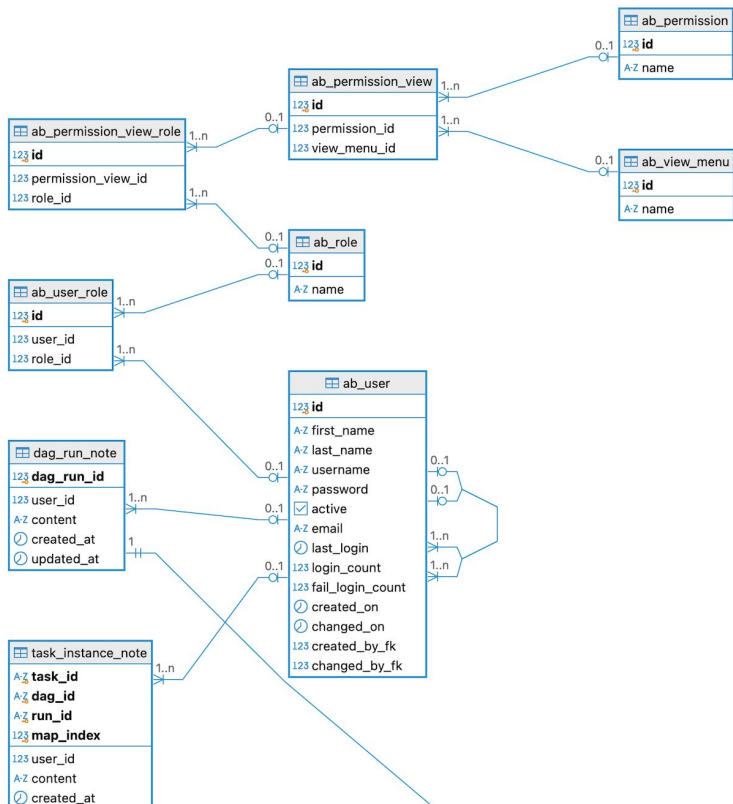 ab_permission
123 id
A-Z name
ab_permission_view
123 id
123 permission_id
123 view_menu_id
0..1
1..n
1..n
0..1
ab_view_menu
123 id
A-Z name
ab_permission_view_role
123 id
123 permission_view_id
123 role_id
1..n
0..1
1..n
0..1
ab_role
123 id
A-Z name
0..1
ab_user_role
123 id
123 user_id
123 role_id
1..n
1..n
0..1
ab_user
123 id
A-Z first_name
A-Z last_name
A-Z username
A-Z password
active
A-Z email
last_login
123 login_count
123 fail_login_count
created_on
changed_on
123 created_by_fk
123 changed_by_fk
0..1
0..1
1..n
1..n
dag_run_note
123 dag_run_id
123 user_id
A-Z content
created_at
updated_at
1..n
0..1
1
0..1
task_instance_note
A-Z task_id
A-Z dag_id
A-Z run_id
123 map_index
123 user_id
A-Z content
created_at
1..n